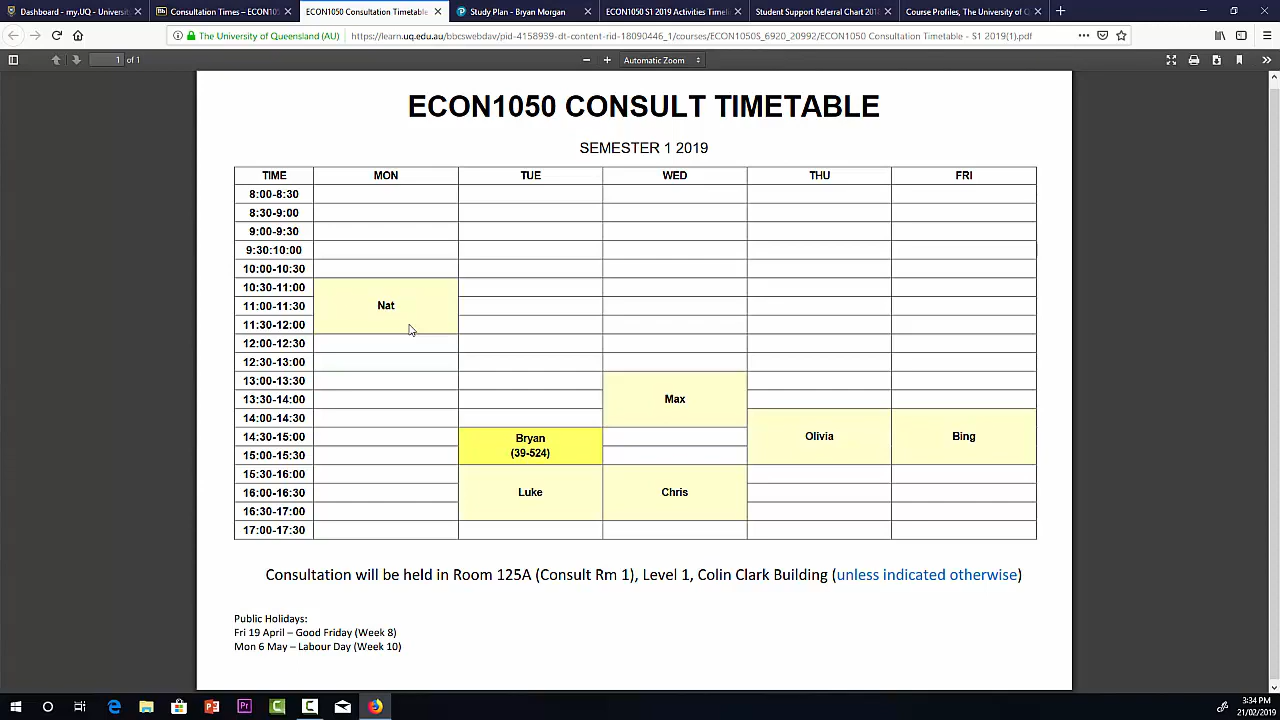 Dashboard - my.UQ - Universi
Consultation Times – ECON105
ECON1050 Consultation Timetable
Study Plan - Bryan Morgan
ECON1050 S1 2019 Activities Timeli
Student Support Referral Chart 2018
Course Profiles, The University of Q
The University of Queensland (AU)
https://learn.uq.edu.au/bbcswebdav/pid-4158939-dt-content-rid-18090446_1/courses/ECON1050S_6920_20992/ECON1050 Consultation Timetable - S1 2019(1).pdf
1 of 1
Automatic Zoom
ECON1050 CONSULT TIMETABLE
SEMESTER 1 2019
TIME MON TUE WED THU FRI
8:00-8:30
8:30-9:00
9:00-9:30
9:30:10:00
10:00-10:30
10:30-11:00
11:00-11:30 Nat
11:30-12:00
12:00-12:30
12:30-13:00
13:00-13:30
13:30-14:00 Max
14:00-14:30
14:30-15:00 Bryan Olivia Bing
15:00-15:30 (39-524)
15:30-16:00
16:00-16:30 Luke Chris
16:30-17:00
17:00-17:30
Consultation will be held in Room 125A (Consult Rm 1), Level 1, Colin Clark Building (unless indicated otherwise)
Public Holidays:
Fri 19 April – Good Friday (Week 8)
Mon 6 May – Labour Day (Week 10)
3:34 PM
21/02/2019